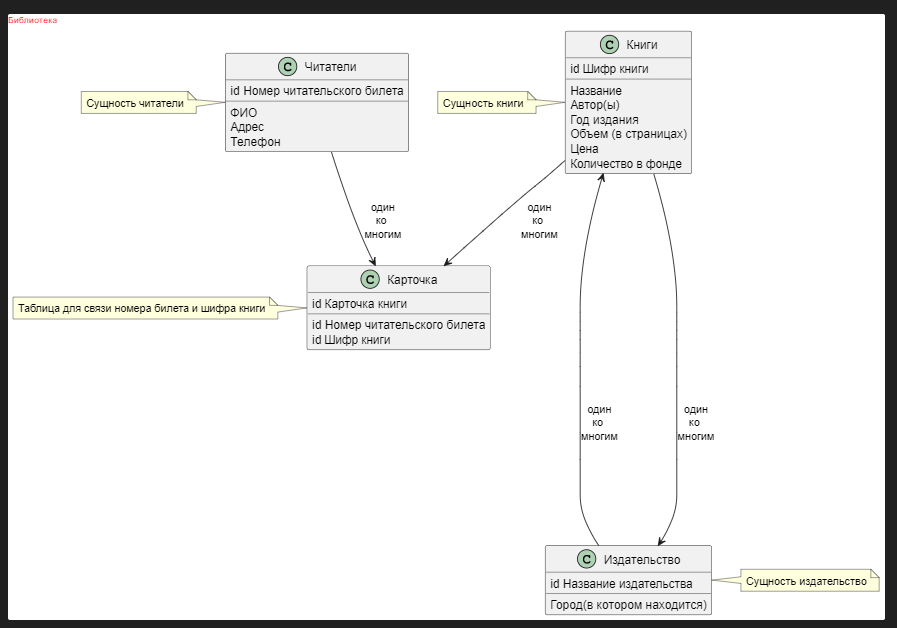 Библиотека
C Читатели
id Номер читательского билета
ФИО
Адрес
Телефон
Сущность читатели
C Книги
id Шифр книги
Название
Автор(ы)
Год издания
Объем (в страницах)
Цена
Количество в фонде
Сущность книги
один
ко
многим
один
ко
многим
C Карточка
id Карточка книги
id Номер читательского билета
id Шифр книги
Таблица для связи номера билета и шифра книги
один
ко
многим
один
ко
многим
C Издательство
id Название издательства
Город(в котором находится)
Сущность издательство